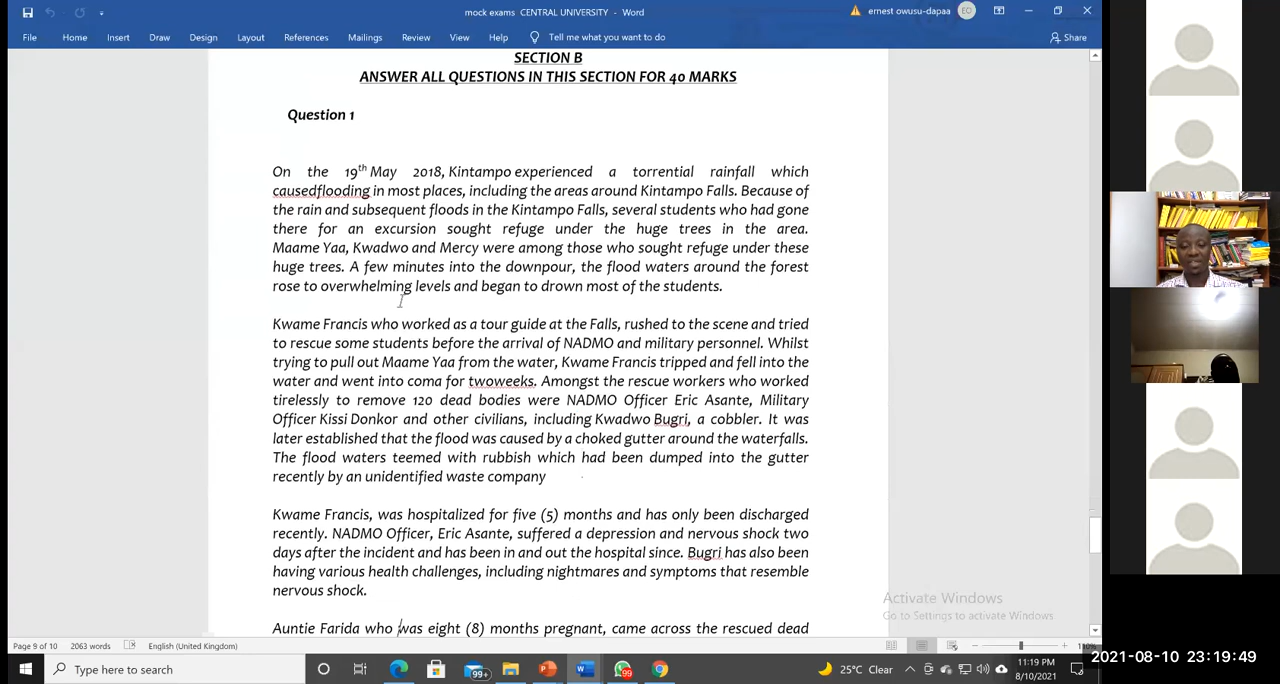 mock exams CENTRAL UNIVERSITY - Word
ernest owusu-dapaa EO
File Home Insert Draw Design Layout References Mailings Review View Help Tell me what you want to do Share
SECTION B
ANSWER ALL QUESTIONS IN THIS SECTION FOR 40 MARKS
Question 1
On the 19th May 2018, Kintampo experienced a torrential rainfall which
causedflooding in most places, including the areas around Kintampo Falls. Because of
the rain and subsequent floods in the Kintampo Falls, several students who had gone
there for an excursion sought refuge under the huge trees in the area.
Maame Yaa, Kwadwo and Mercy were among those who sought refuge under these
huge trees. A few minutes into the downpour, the flood waters around the forest
rose to overwhelming levels and began to drown most of the students.
Kwame Francis who worked as a tour guide at the Falls, rushed to the scene and tried
to rescue some students before the arrival of NADMO and military personnel. Whilst
trying to pull out Maame Yaa from the water, Kwame Francis tripped and fell into the
water and went into coma for twoweeks. Amongst the rescue workers who worked
tirelessly to remove 120 dead bodies were NADMO Officer Eric Asante, Military
Officer Kissi Donkor and other civilians, including Kwadwo Bugri, a cobbler. It was
later established that the flood was caused by a choked gutter around the waterfalls.
The flood waters teemed with rubbish which had been dumped into the gutter
recently by an unidentified waste company
Kwame Francis, was hospitalized for five (5) months and has only been discharged
recently. NADMO Officer, Eric Asante, suffered a depression and nervous shock two
days after the incident and has been in and out the hospital since. Bugri has also been
having various health challenges, including nightmares and symptoms that resemble
nervous shock.
Auntie Farida who was eight (8) months pregnant, came across the rescued dead
Activate Windows
Go to Settings to activate Windows.
Page 9 of 10 2063 words English (United Kingdom) 110%
Type here to search
99+ 99 25°C Clear 11:19 PM
8/10/2021
2021-08-10 23:19:49